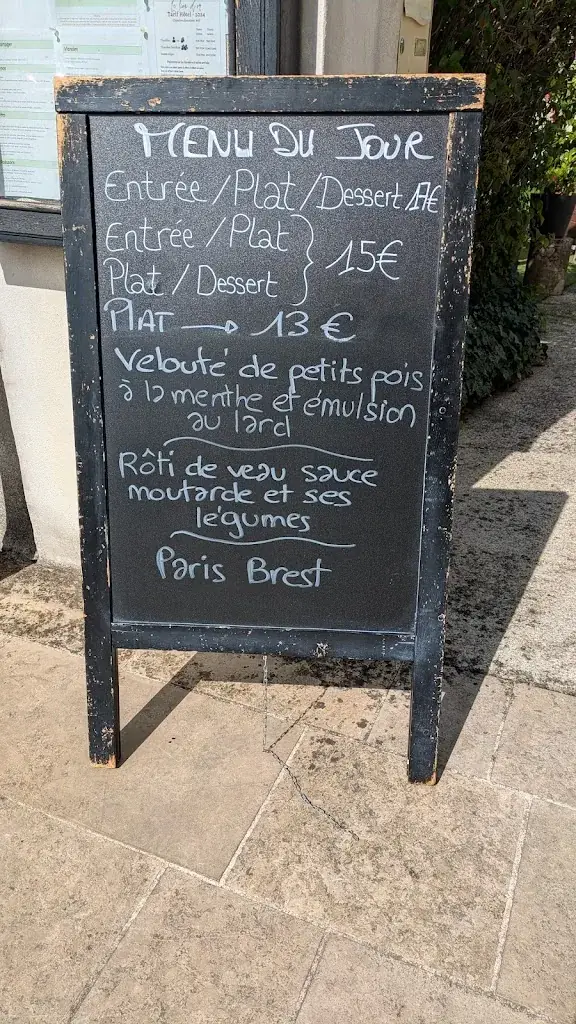 MENU DU JOUR
Entrée / Plat / Dessert 17€
Entrée / Plat
Plat / Dessert
15€
PLAT → 13 €
Velouté de petits pois
à la menthe et émulsion
au lard
Rôti de veau sauce
moutarde et ses
légumes
Paris Brest